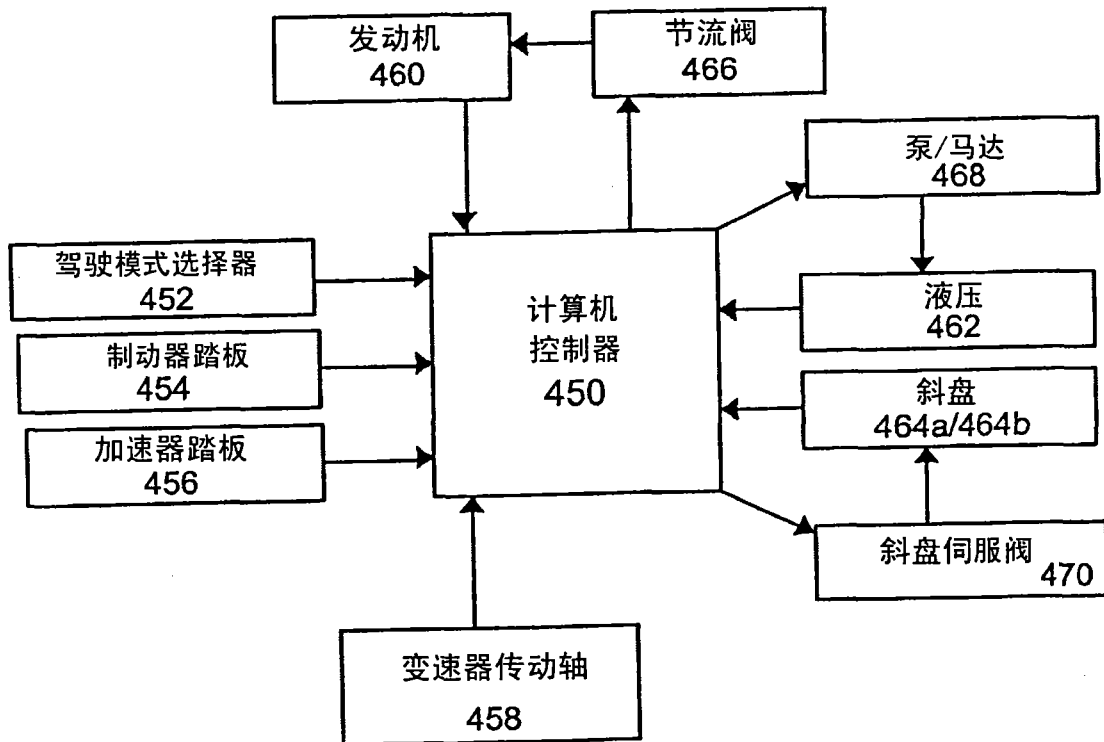 发动机
460
节流阀
466
泵/马达
468
驾驶模式选择器
452
计算机
控制器
450
液压
462
制动器踏板
454
斜盘
464a/464b
加速器踏板
456
斜盘伺服阀
470
变速器传动轴
458